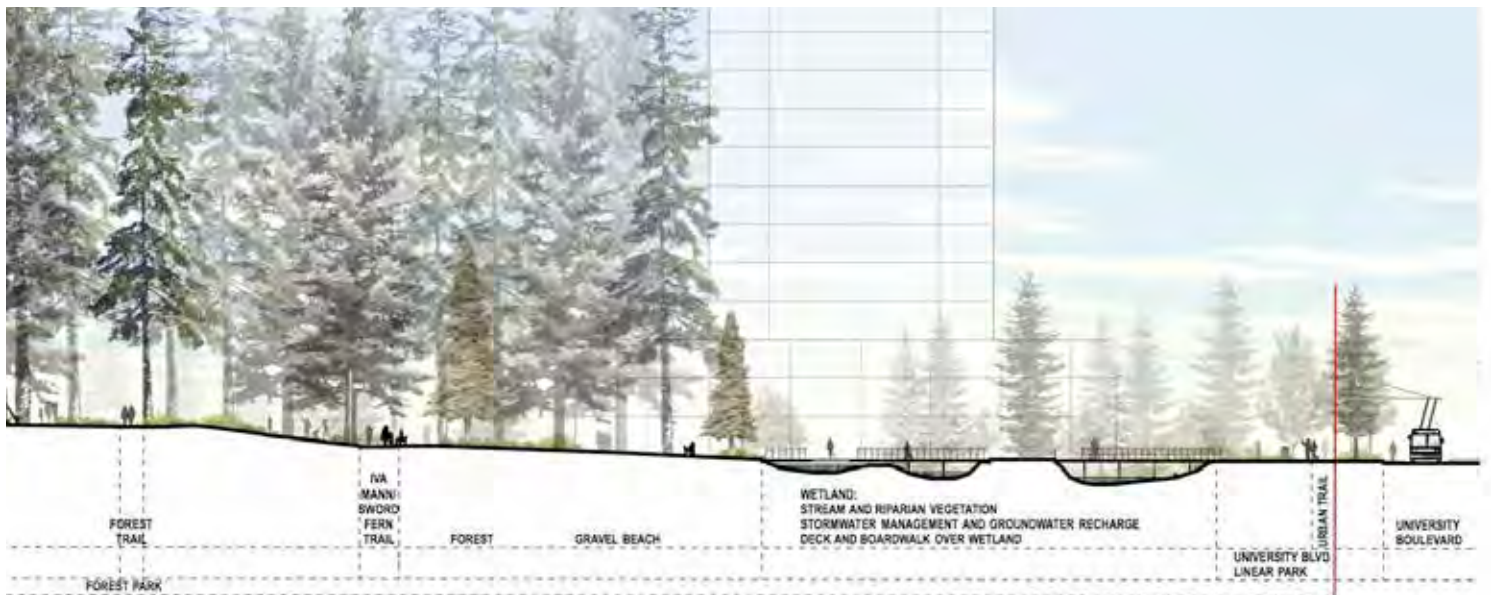 FOREST
TRAIL
IVA
MANN/
SWORD
FERN
TRAIL
FOREST
GRAVEL BEACH
WETLAND:
STREAM AND RIPARIAN VEGETATION
STORMWATER MANAGEMENT AND GROUNDWATER RECHARGE
DECK AND BOARDWALK OVER WETLAND
UNIVERSITY BLVD
LINEAR PARK
URBAN TRAIL
UNIVERSITY
BOULEVARD
FOREST PARK